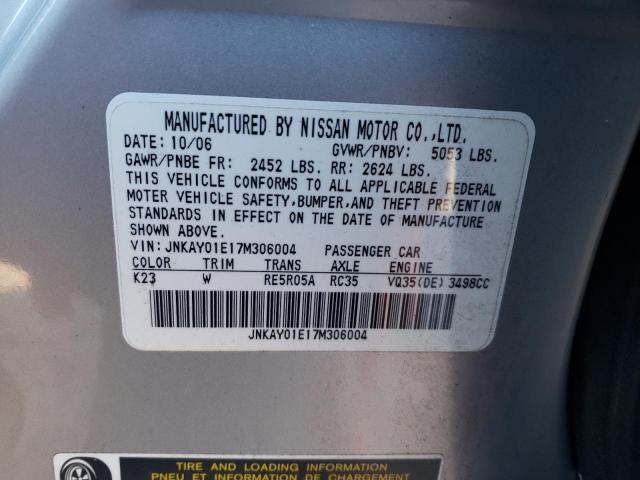 MANUFACTURED BY NISSAN MOTOR CO.,LTD.
DATE: 10/06 GVWR/PNBV: 5053 LBS.
GAWR/PNBE FR: 2452 LBS. RR: 2624 LBS.
THIS VEHICLE CONFORMS TO ALL APPLICABLE FEDERAL
MOTER VEHICLE SAFETY, BUMPER, AND THEFT PREVENTION
STANDARDS IN EFFECT ON THE DATE OF MANUFACTURE
SHOWN ABOVE.
VIN: JNKAY01E17M306004 PASSENGER CAR
COLOR TRIM TRANS AXLE ENGINE
K23 W RE5R05A RC35 VQ35(DE) 3498CC
JNKAY01E17M306004
TIRE AND LOADING INFORMATION
PNEU ET INFORMATION DE CHARGEMENT